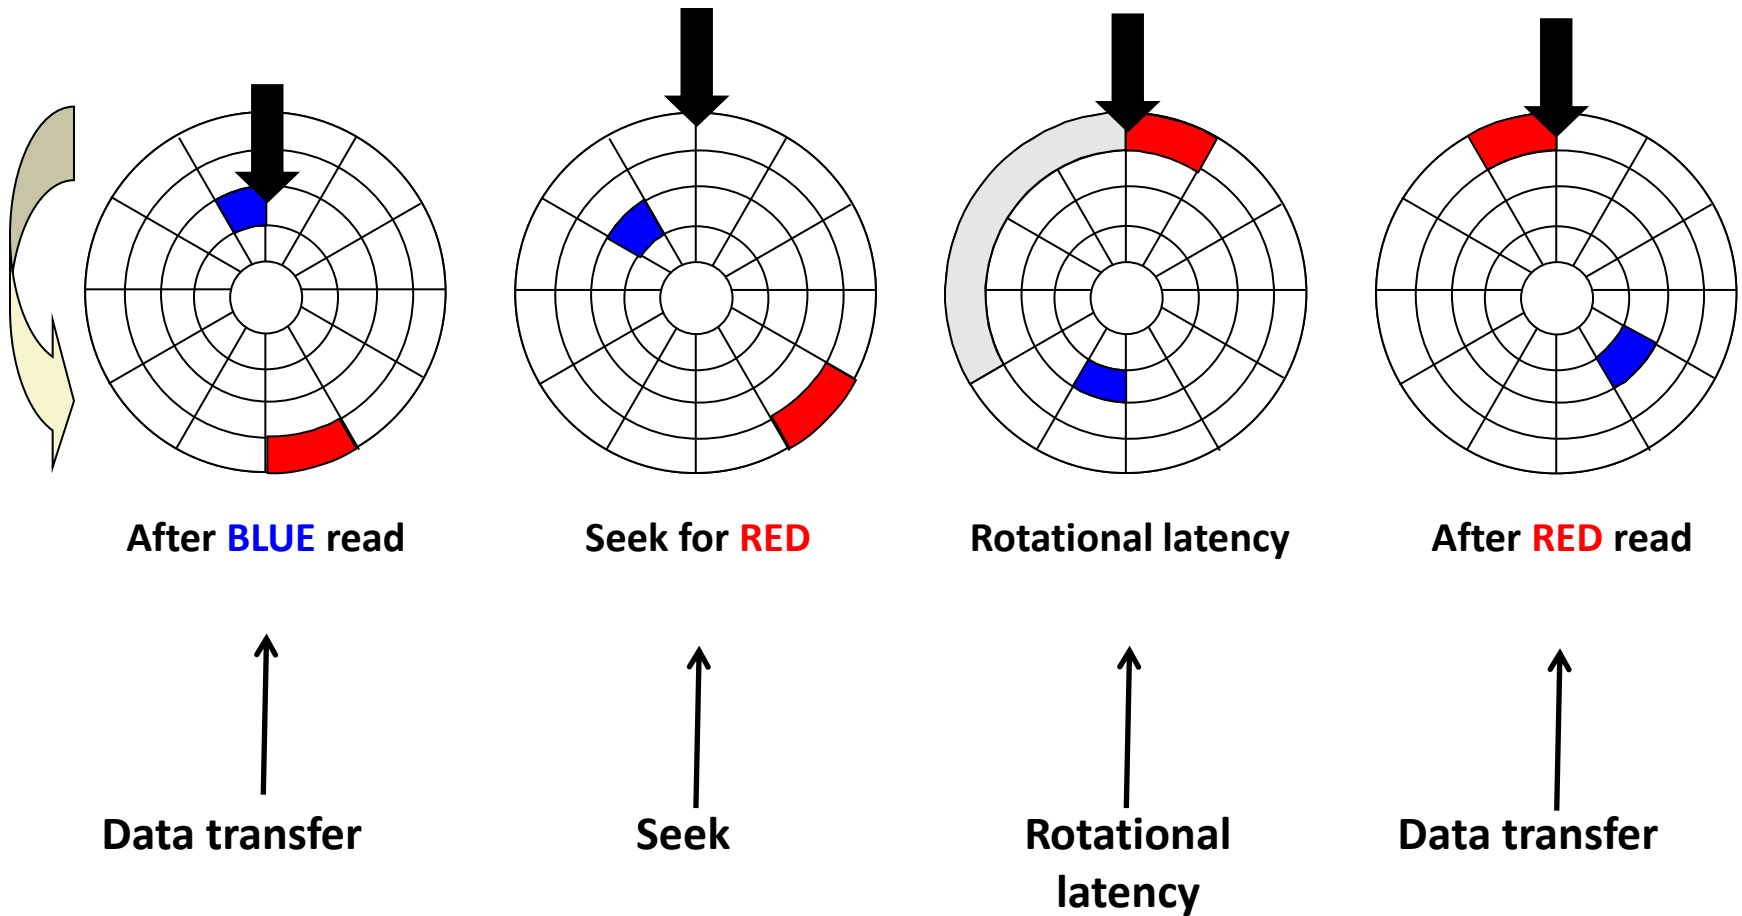 After BLUE read
Seek for RED
Rotational latency
After RED read
Data transfer
Seek
Rotational
latency
Data transfer